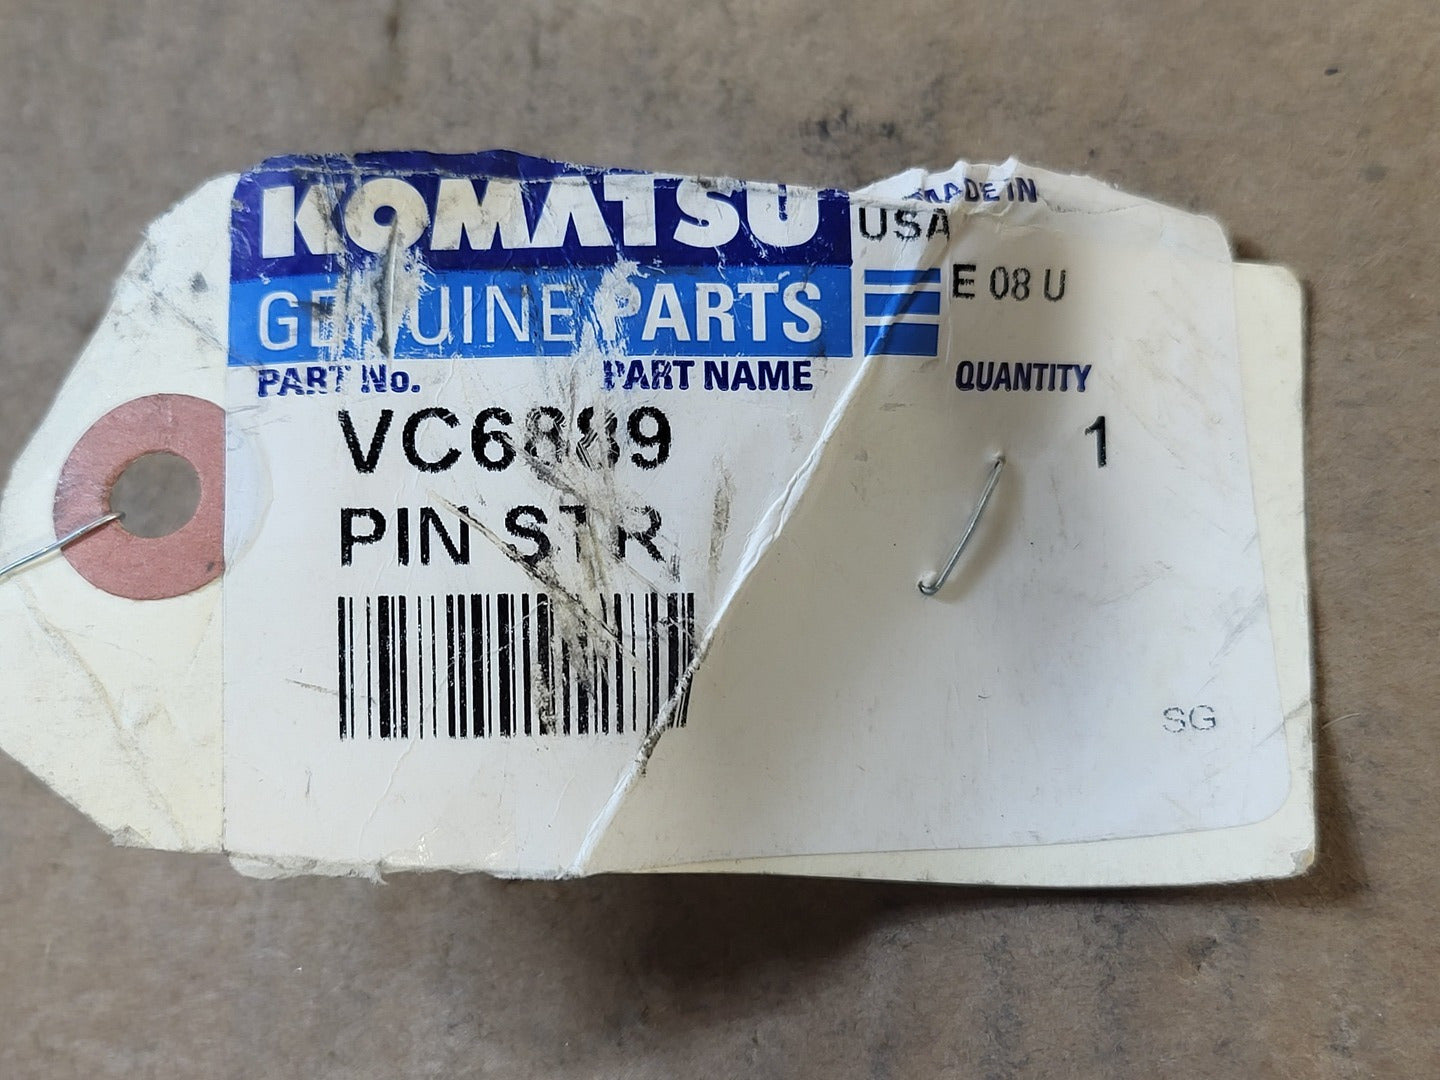 KOMATSU
MADE IN
USA
GENUINE PARTS
E 08 U
PART No. PART NAME QUANTITY
VC6889 1
PIN STR
SG